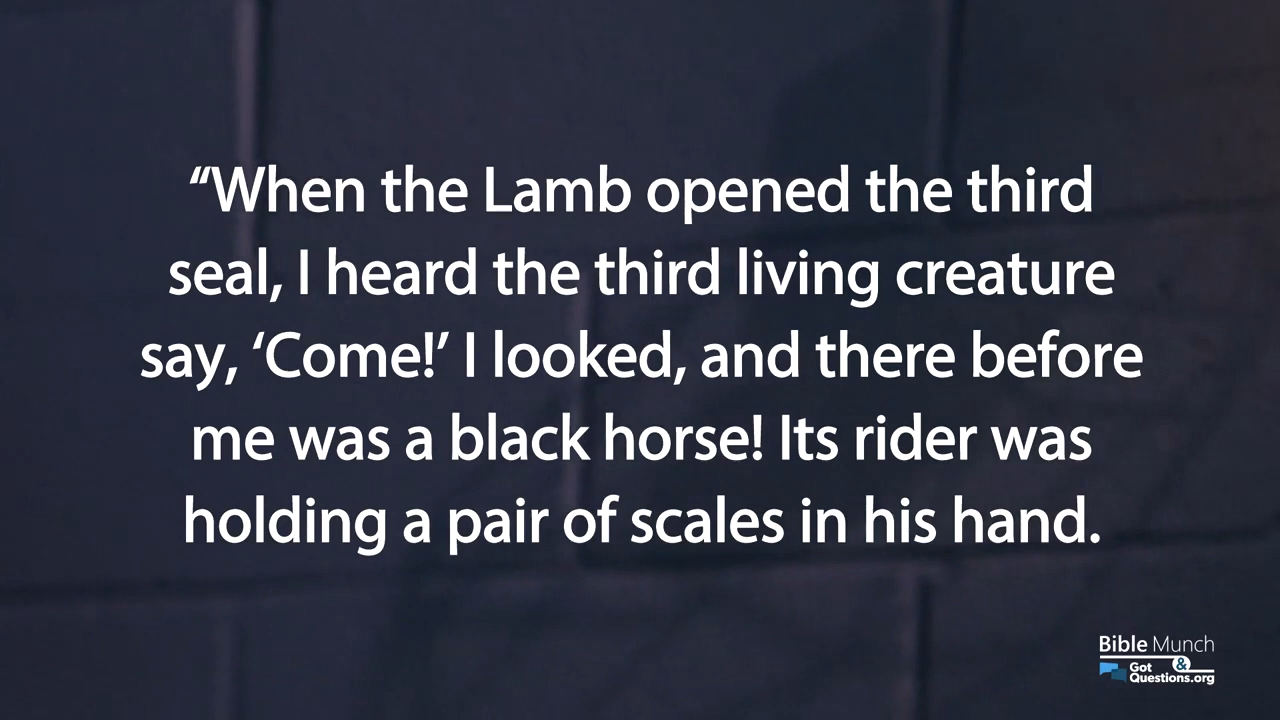 “When the Lamb opened the third
seal, I heard the third living creature
say, ‘Come!’ I looked, and there before
me was a black horse! Its rider was
holding a pair of scales in his hand.
Bible Munch
&
Got
Questions.org